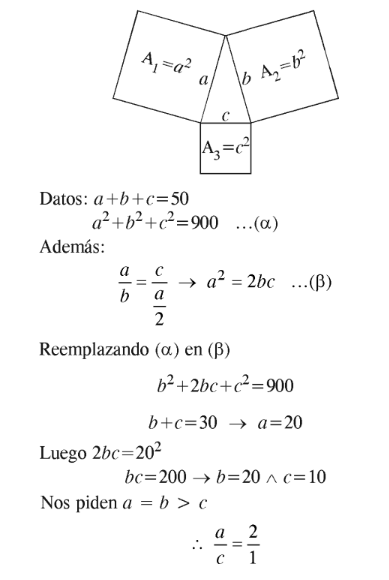 A₁=a²
A₂=b²
a
b
c
A₃=c²
Datos: a+b+c=50
a²+b²+c²=900 ...(α)
Además:
a/b = c/(a/2) → a² = 2bc ...(β)
Reemplazando (α) en (β)
b²+2bc+c²=900
b+c=30 → a=20
Luego 2bc=20²
bc=200 → b=20 ∧ c=10
Nos piden a = b > c
∴ a/c = 2/1